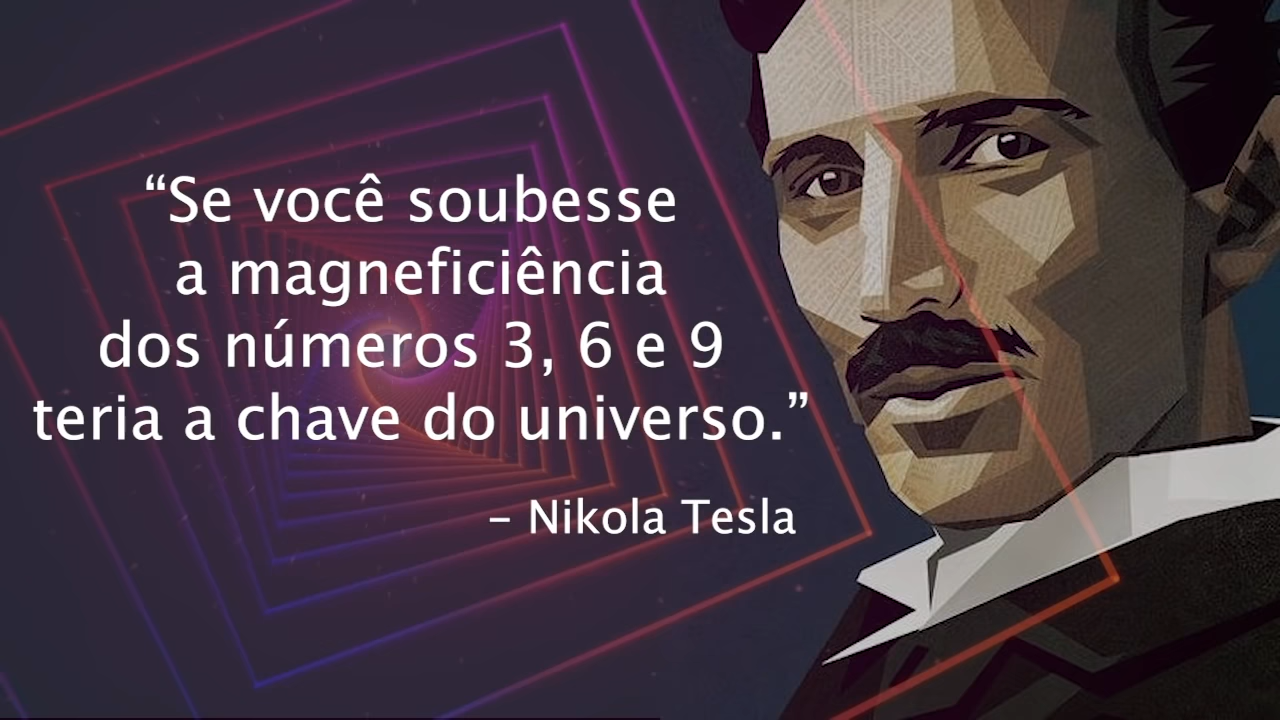 “Se você soubesse
a magneficiência
dos números 3, 6 e 9
teria a chave do universo.”
– Nikola Tesla